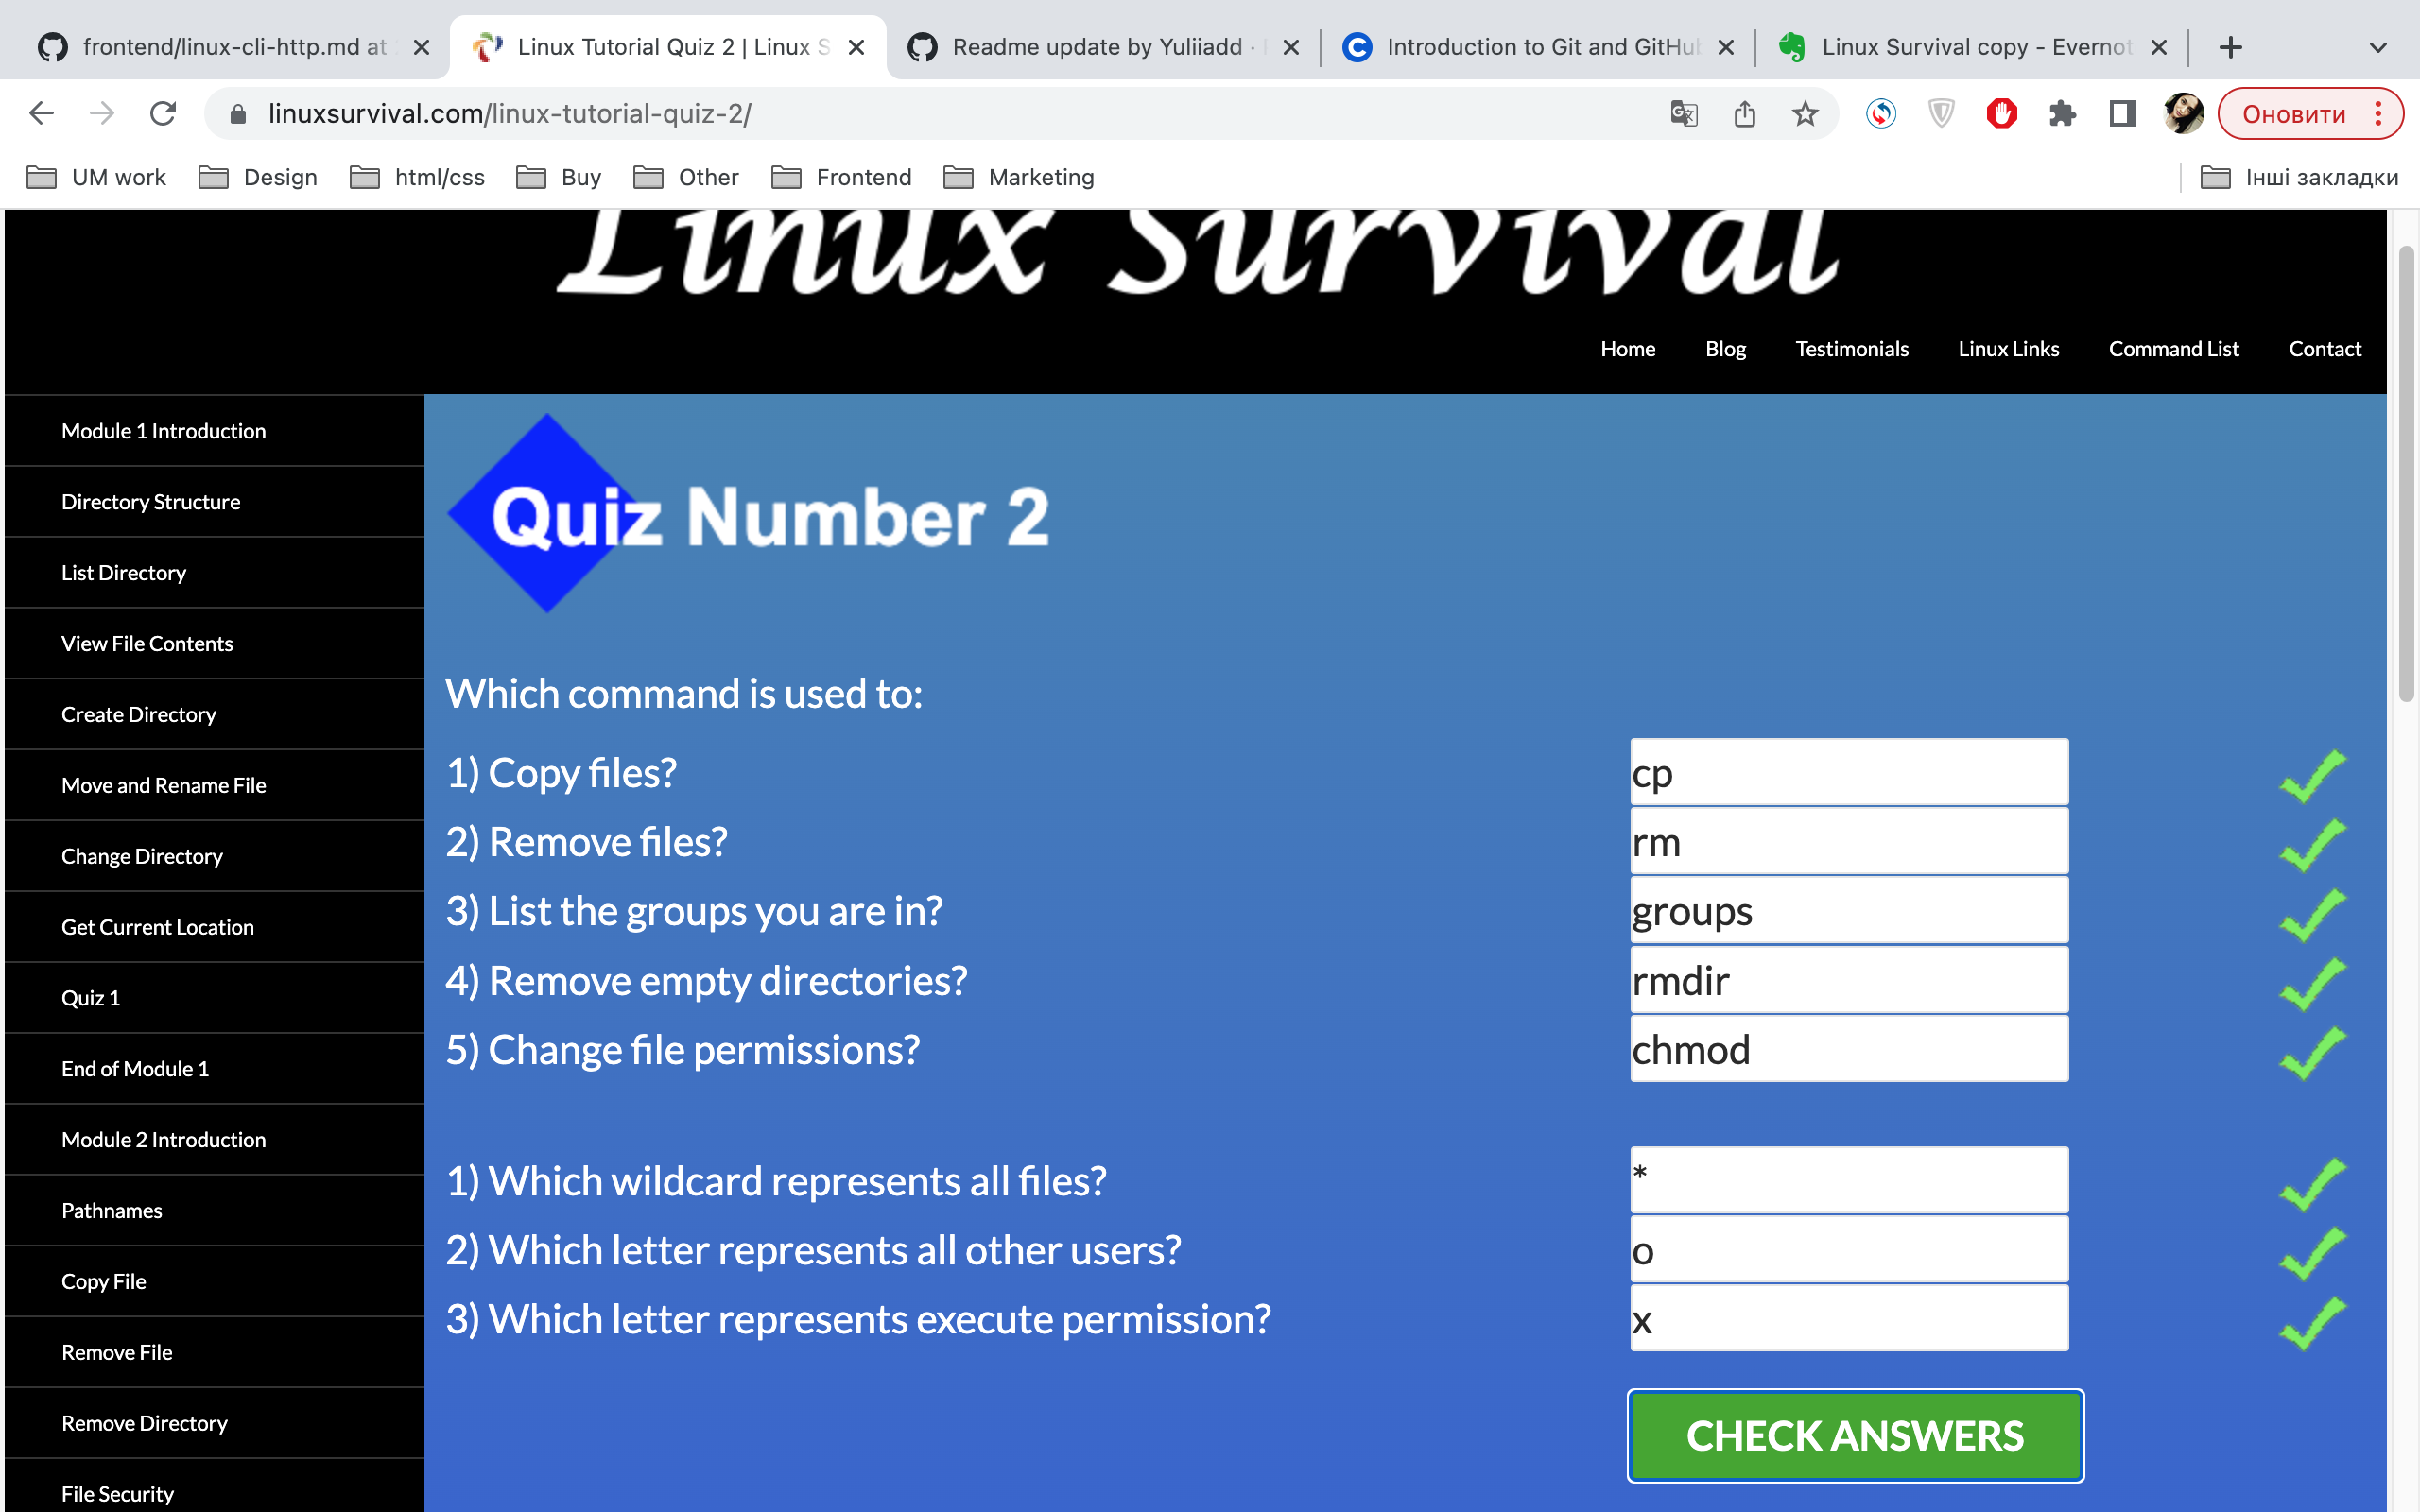 frontend/linux-cli-http.md at
Linux Tutorial Quiz 2 | Linux S
Readme update by Yuliiadd ·
Introduction to Git and GitHub
Linux Survival copy - Evernot
linuxsurvival.com/linux-tutorial-quiz-2/
Оновити
UM work
Design
html/css
Buy
Other
Frontend
Marketing
Інші закладки
Linux Survival
Home
Blog
Testimonials
Linux Links
Command List
Contact
Module 1 Introduction
Directory Structure
List Directory
View File Contents
Create Directory
Move and Rename File
Change Directory
Get Current Location
Quiz 1
End of Module 1
Module 2 Introduction
Pathnames
Copy File
Remove File
Remove Directory
File Security
Quiz Number 2
Which command is used to:
1) Copy files? cp
2) Remove files? rm
3) List the groups you are in? groups
4) Remove empty directories? rmdir
5) Change file permissions? chmod
1) Which wildcard represents all files? *
2) Which letter represents all other users? o
3) Which letter represents execute permission? x
CHECK ANSWERS